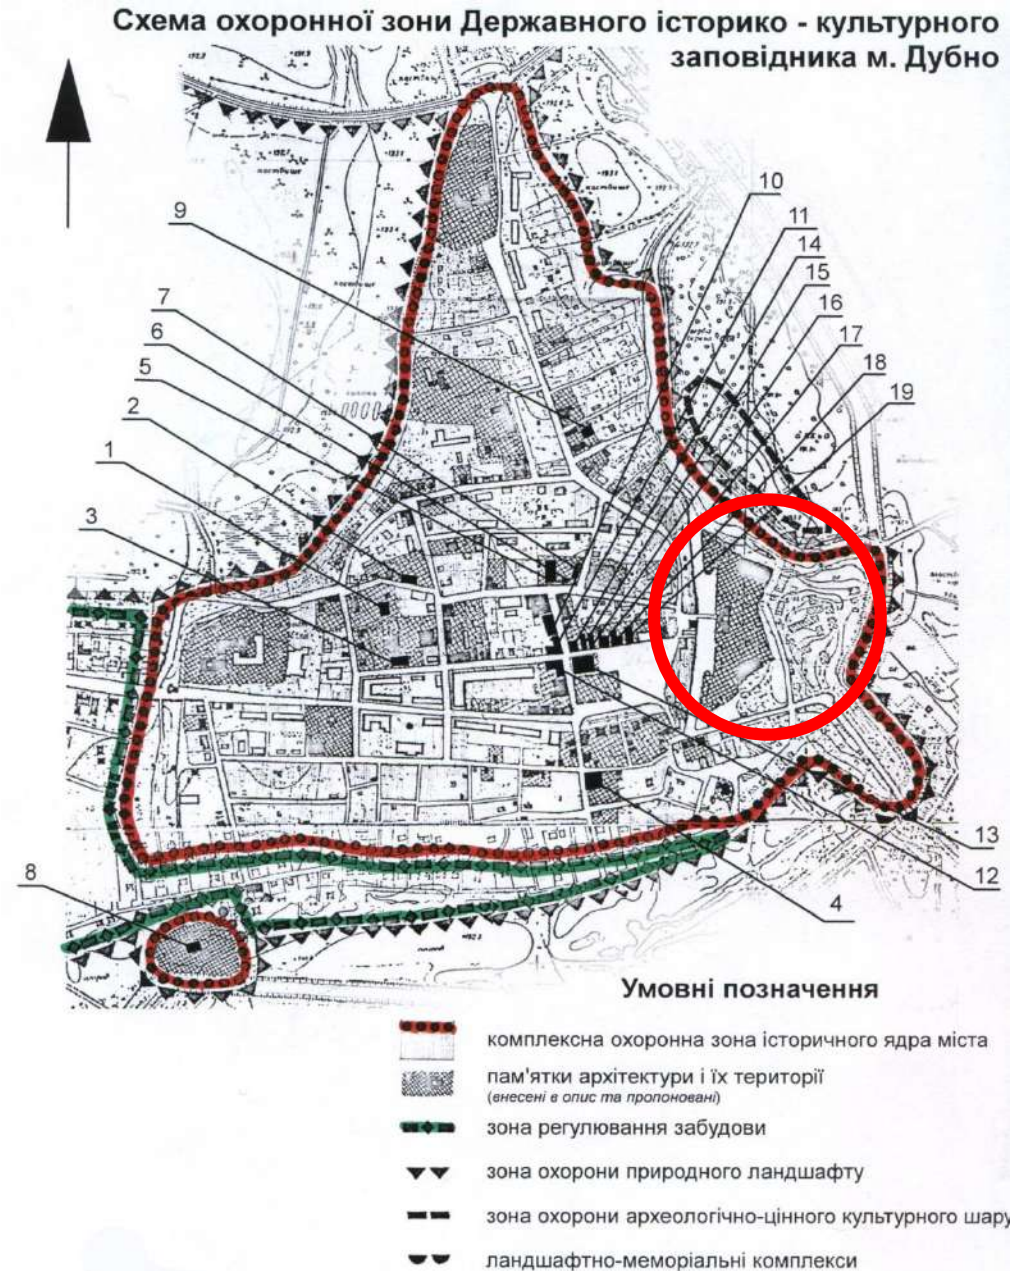 Схема охоронної зони Державного історико - культурного
заповідника м. Дубно
9
7
6
5
2
1
3
8
10
11
14
15
16
17
18
19
13
12
4
Умовні позначення
комплексна охоронна зона історичного ядра міста
пам'ятки архітектури і їх території
(внесені в опис та пропоновані)
зона регулювання забудови
зона охорони природного ландшафту
зона охорони археологічно-цінного культурного шару
ландшафтно-меморіальні комплекси